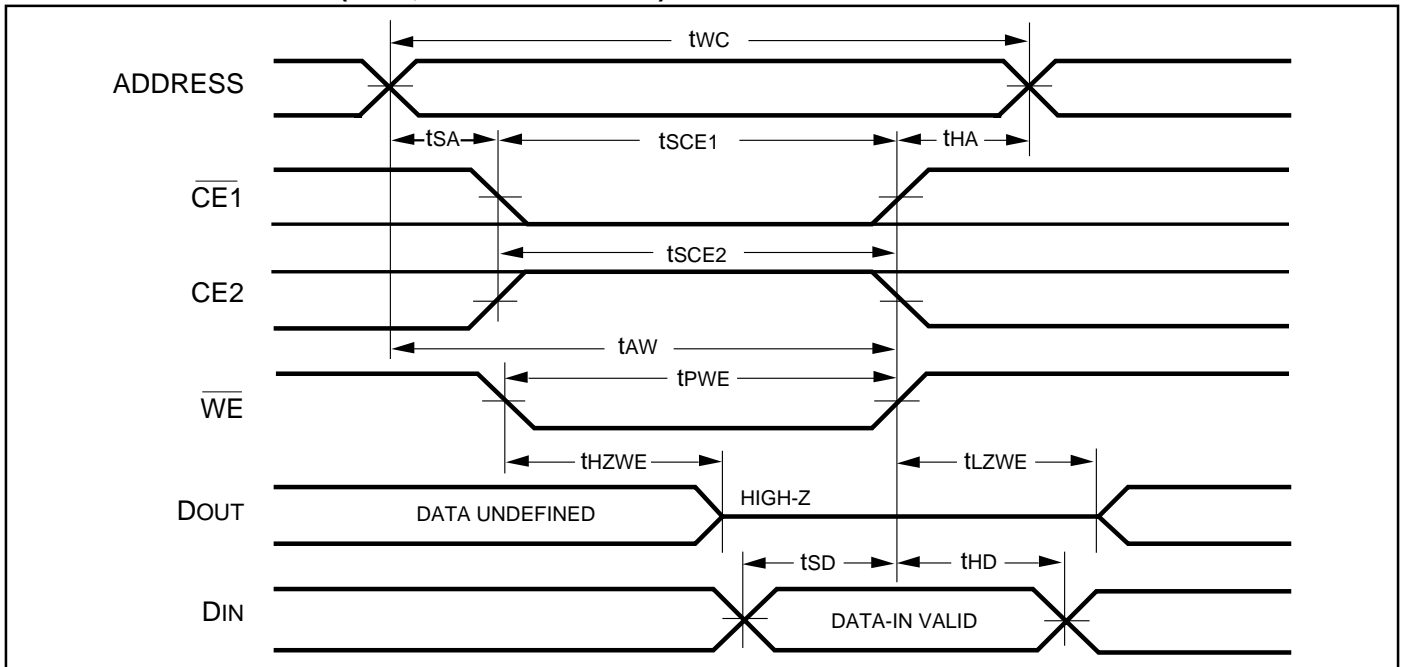 tWC
ADDRESS
tSA
tSCE1
tHA
CE1
tSCE2
CE2
tAW
tPWE
WE
tHZWE
tLZWE
DOUT
DATA UNDEFINED
HIGH-Z
tSD
tHD
DIN
DATA-IN VALID